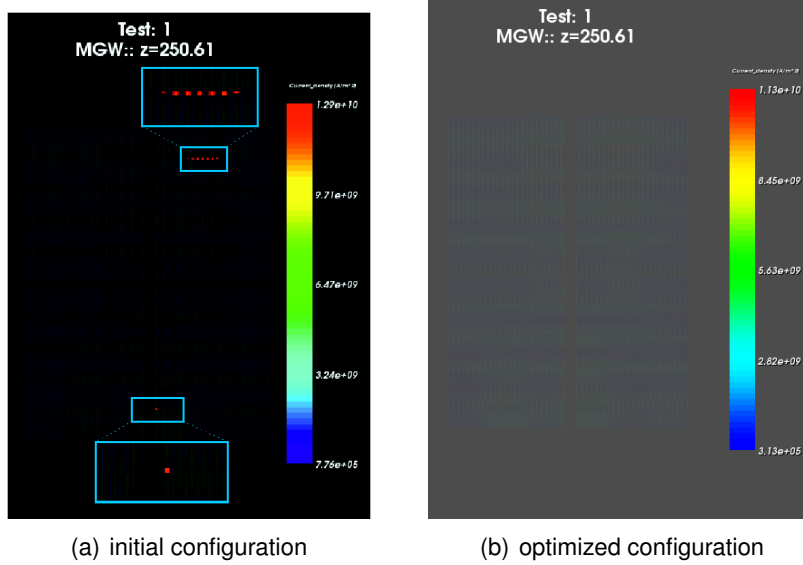 Test: 1
MGW:: z=250.61
Current_density [A/m^2]
1.29e+10
9.71e+09
6.47e+09
3.24e+09
7.76e+05
(a) initial configuration
Test: 1
MGW:: z=250.61
Current_density [A/m^2]
1.13e+10
8.45e+09
5.63e+09
2.82e+09
3.13e+05
(b) optimized configuration